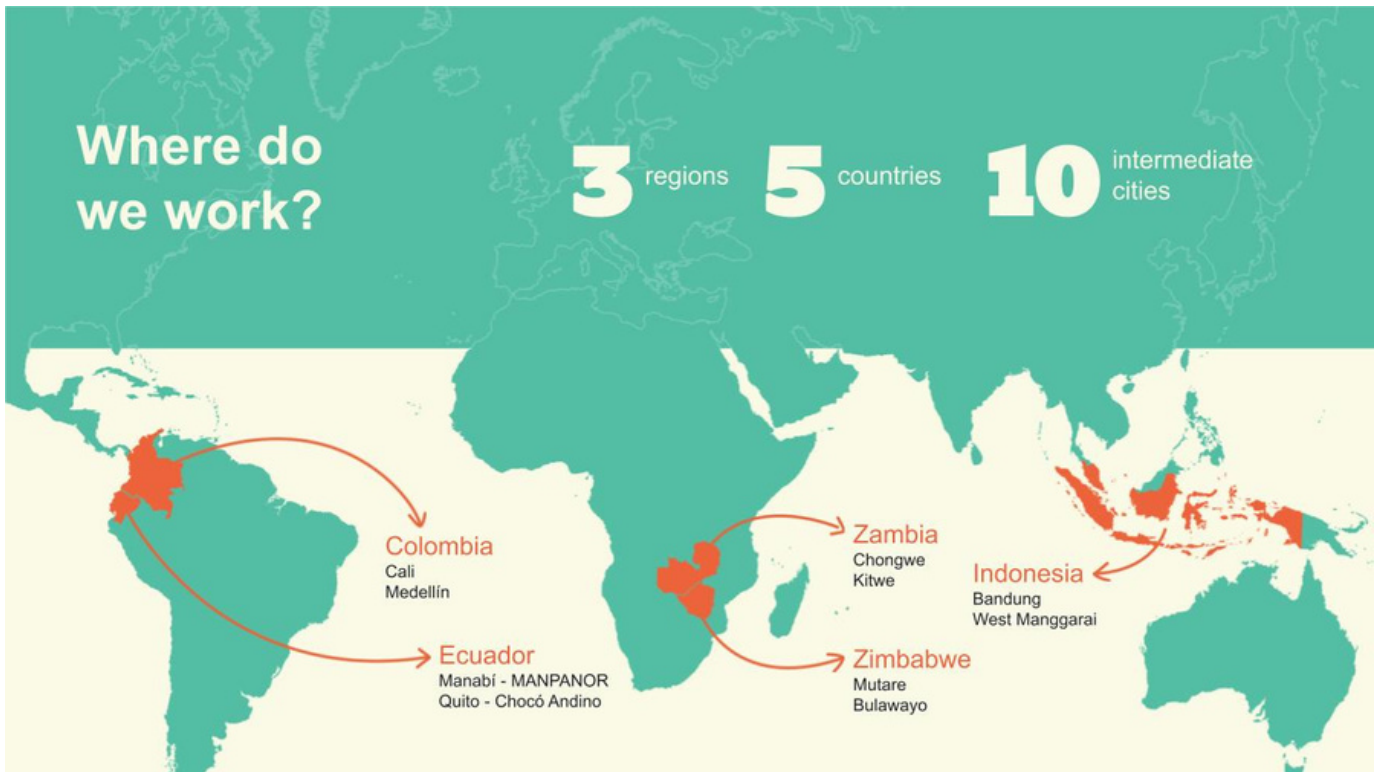 Where do
we work?
3 regions
5 countries
10 intermediate
cities
Colombia
Cali
Medellín
Ecuador
Manabí - MANPANOR
Quito - Chocó Andino
Zambia
Chongwe
Kitwe
Zimbabwe
Mutare
Bulawayo
Indonesia
Bandung
West Manggarai